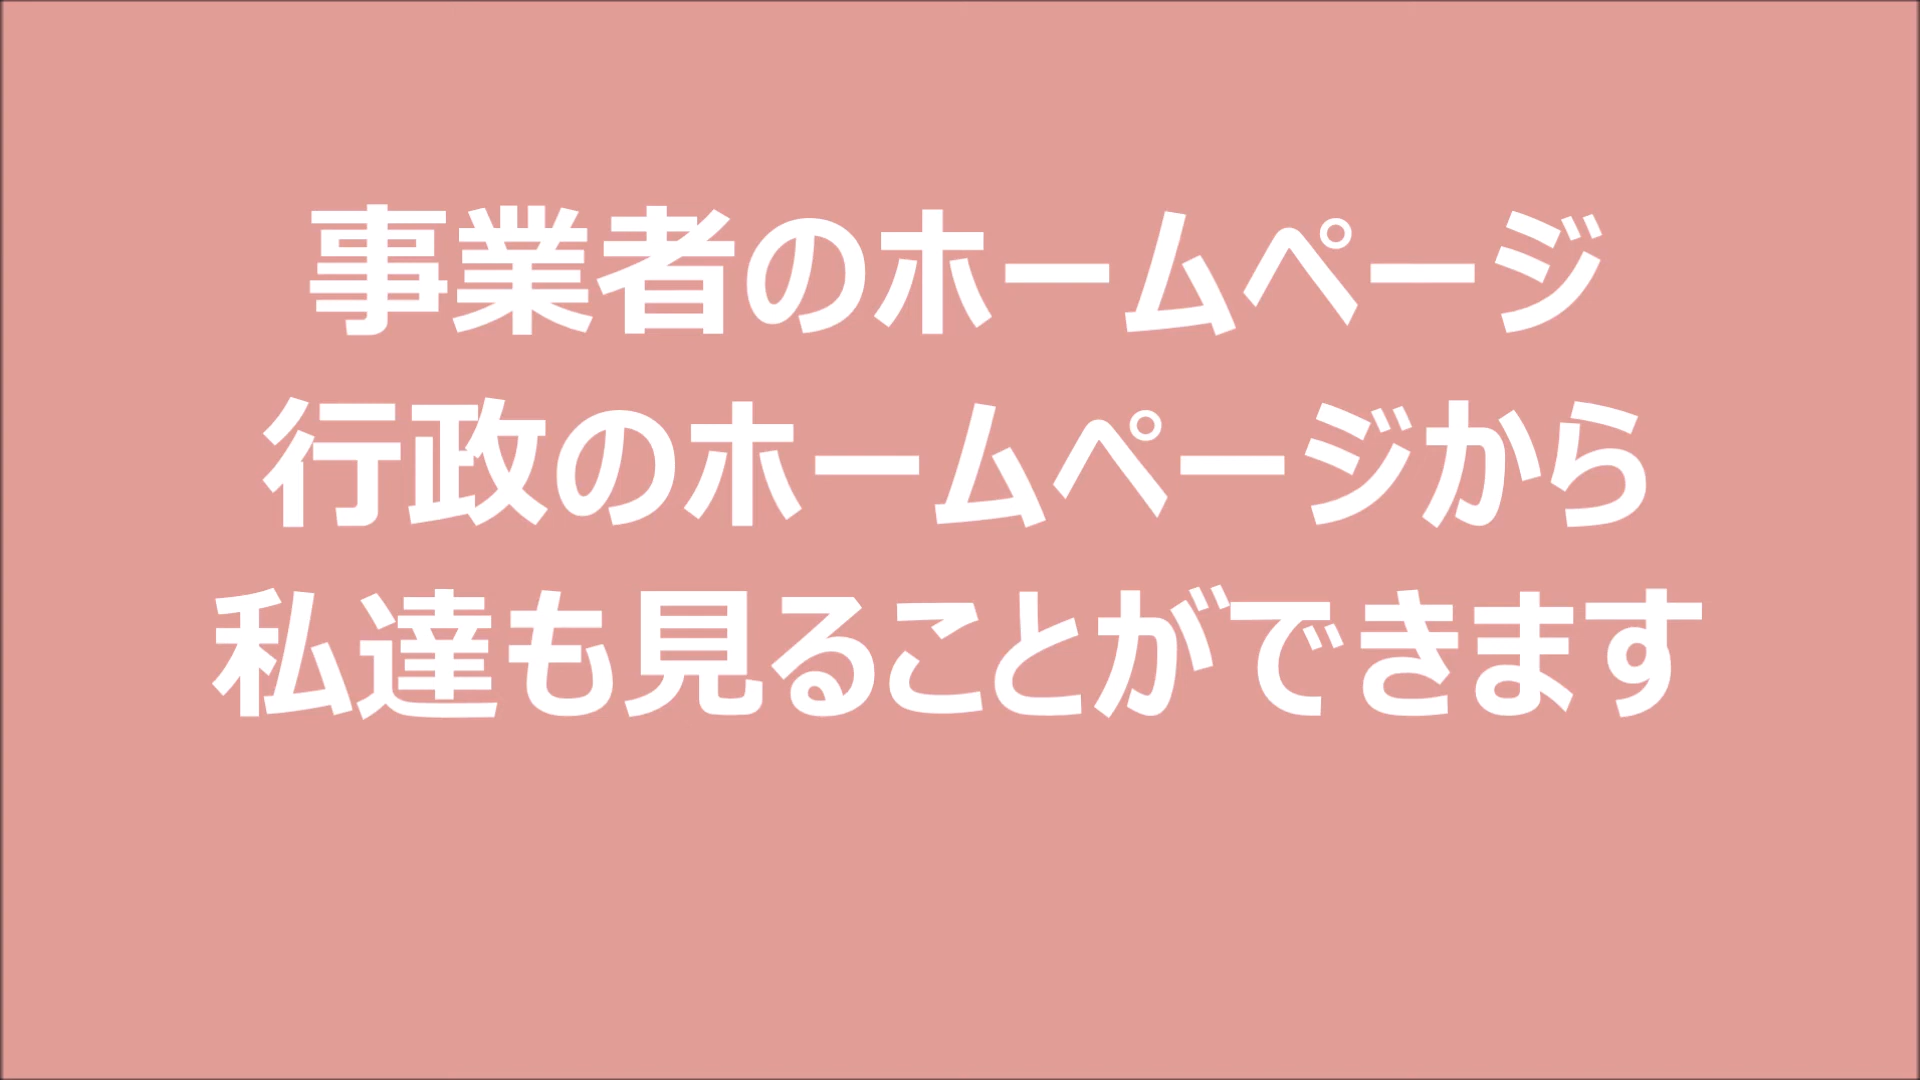 事業者のホームページ
行政のホームページから
私達も見ることができます